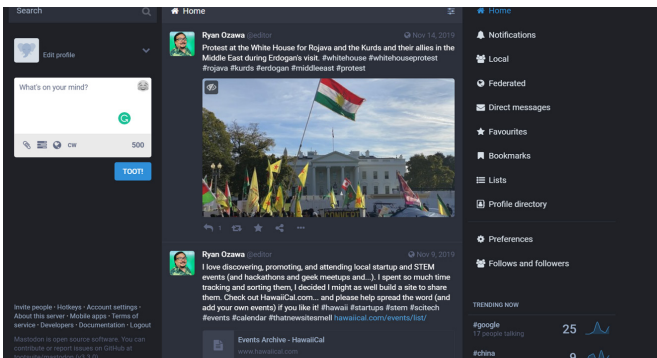 Search
Edit profile
What's on your mind?
CW
500
TOOT!
Invite people · Hotkeys · Account settings ·
About this server · Mobile apps · Terms of
service · Developers · Documentation · Logout
Mastodon is open source software. You can
contribute or report issues on GitHub at
Home
Ryan Ozawa @editor
Nov 14, 2019
Protest at the White House for Rojava and the Kurds and their allies in the
Middle East during Erdogan's visit. #whitehouse #whitehouseprotest
#rojava #kurds #erdogan #middleeast #protest
1
Ryan Ozawa @editor
Nov 9, 2019
I love discovering, promoting, and attending local startup and STEM
events (and hackathons and geek meetups and...). I spent so much time
tracking and sorting them, I decided I might as well build a site to share
them. Check out HawaiiCal.com... and please help spread the word (and
add your own events) if you like it! #hawaii #startups #stem #scitech
#events #calendar #thatnewsitesmell hawaiical.com/events/list/
Events Archive - HawaiiCal
www.hawaiical.com
Home
Notifications
Local
Federated
Direct messages
Favourites
Bookmarks
Lists
Profile directory
Preferences
Follows and followers
TRENDING NOW
#google
17 people talking
25
#china
9